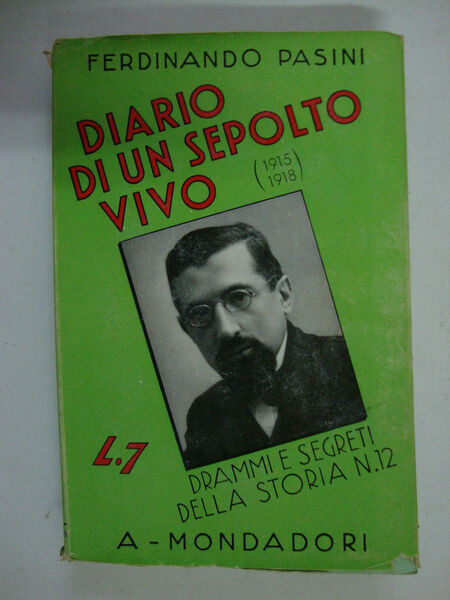 FERDINANDO PASINI
DIARIO
DI UN SEPOLTO
VIVO
(1915
1918)
L.7
DRAMMI E SEGRETI
DELLA STORIA N.12
A - MONDADORI